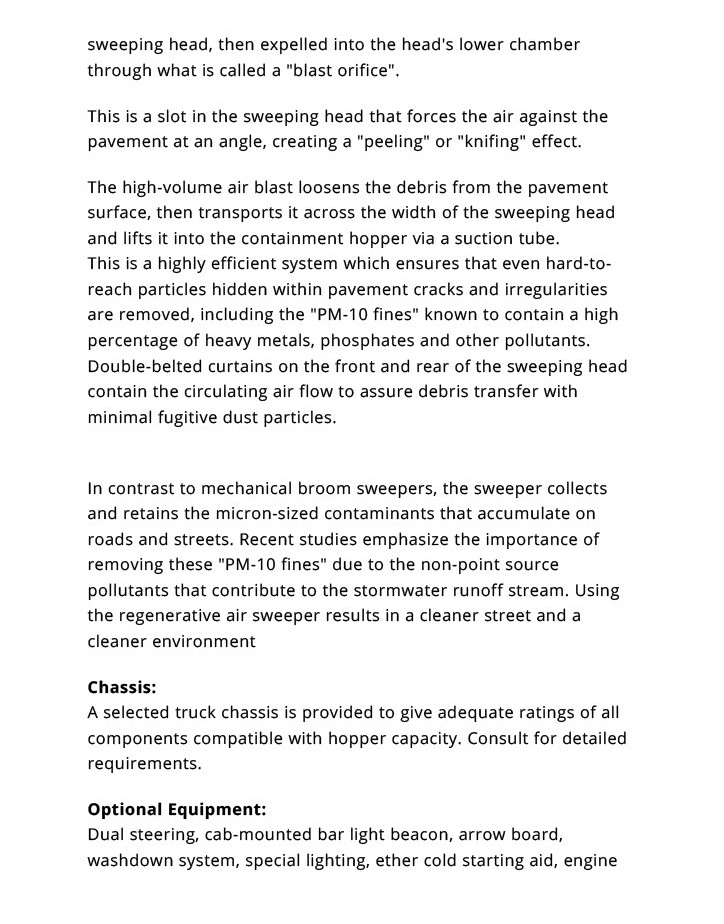 sweeping head, then expelled into the head's lower chamber
through what is called a "blast orifice".
This is a slot in the sweeping head that forces the air against the
pavement at an angle, creating a "peeling" or "knifing" effect.
The high-volume air blast loosens the debris from the pavement
surface, then transports it across the width of the sweeping head
and lifts it into the containment hopper via a suction tube.
This is a highly efficient system which ensures that even hard-to-
reach particles hidden within pavement cracks and irregularities
are removed, including the "PM-10 fines" known to contain a high
percentage of heavy metals, phosphates and other pollutants.
Double-belted curtains on the front and rear of the sweeping head
contain the circulating air flow to assure debris transfer with
minimal fugitive dust particles.
In contrast to mechanical broom sweepers, the sweeper collects
and retains the micron-sized contaminants that accumulate on
roads and streets. Recent studies emphasize the importance of
removing these "PM-10 fines" due to the non-point source
pollutants that contribute to the stormwater runoff stream. Using
the regenerative air sweeper results in a cleaner street and a
cleaner environment
Chassis:
A selected truck chassis is provided to give adequate ratings of all
components compatible with hopper capacity. Consult for detailed
requirements.
Optional Equipment:
Dual steering, cab-mounted bar light beacon, arrow board,
washdown system, special lighting, ether cold starting aid, engine